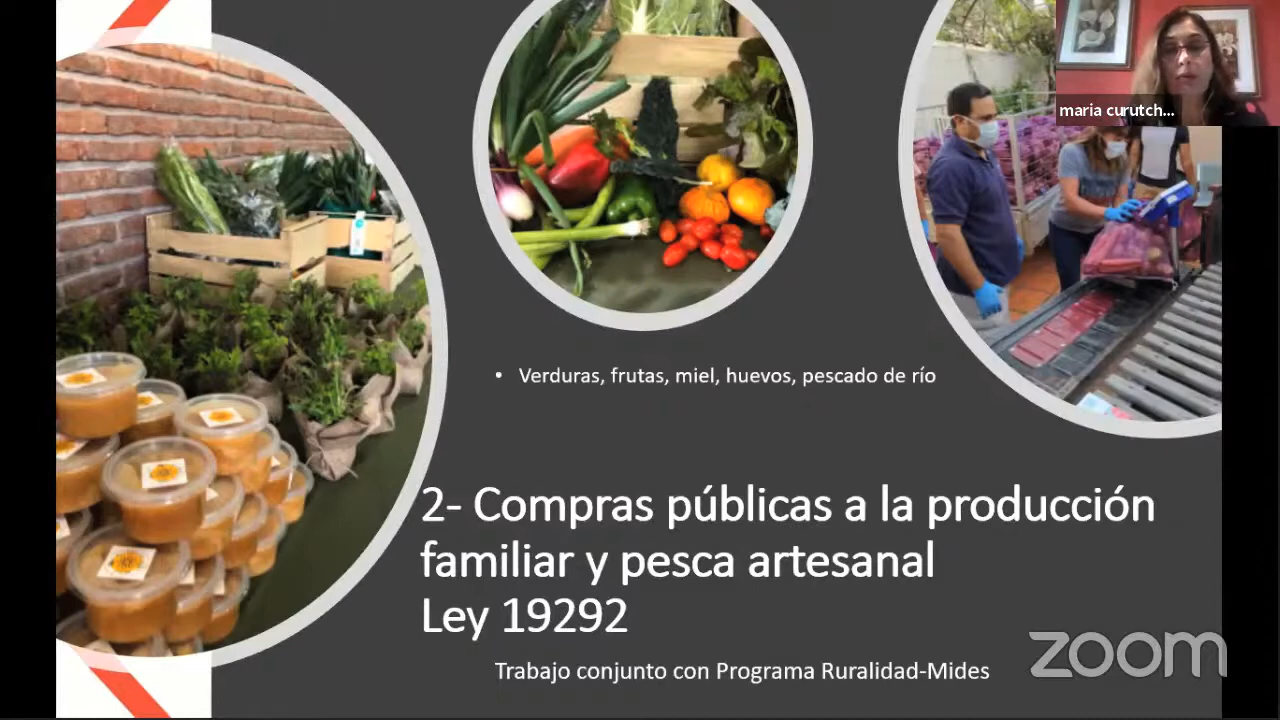 maria curutch...
• Verduras, frutas, miel, huevos, pescado de río
2- Compras públicas a la producción
familiar y pesca artesanal
Ley 19292
Trabajo conjunto con Programa Ruralidad-Mides
zoom